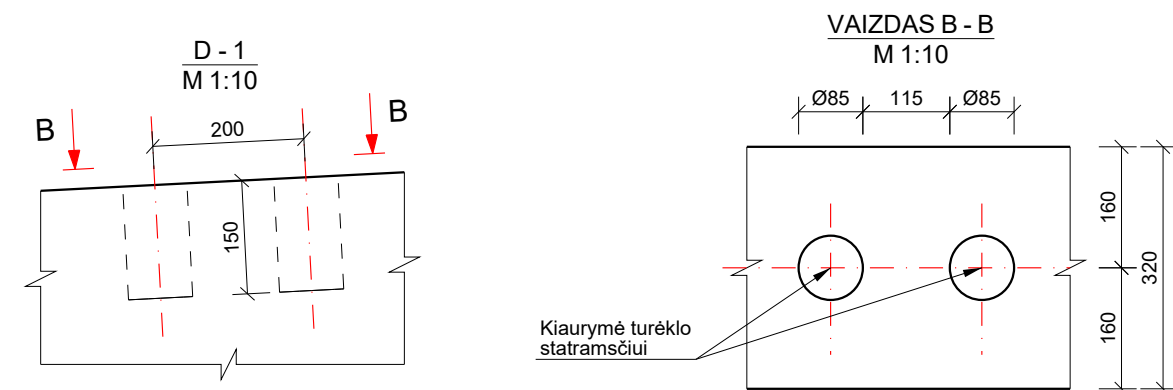 D - 1
M 1:10
B
B
200
150
VAIZDAS B - B
M 1:10
Ø85
115
Ø85
160
320
160
Kiaurymė turėklo
statramsčiui